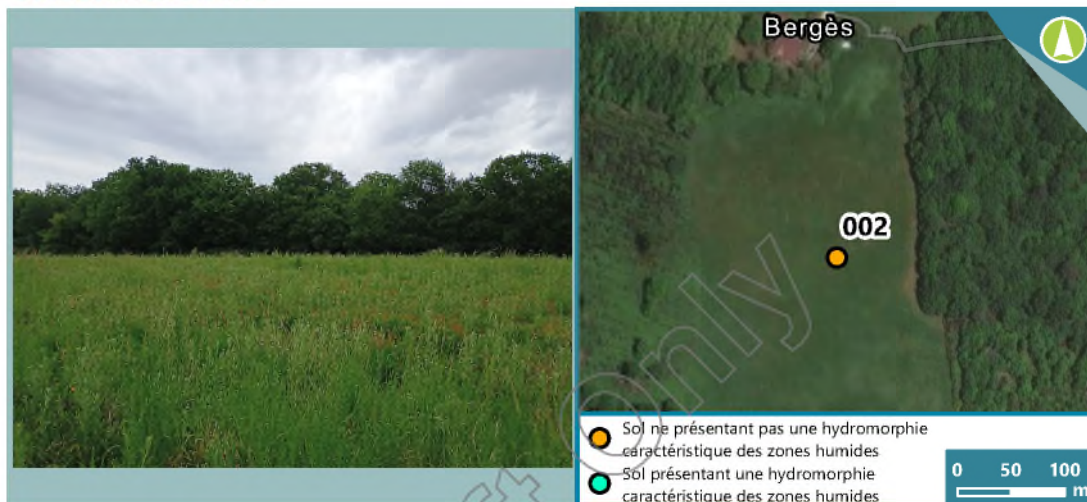 Bergès
002
Sol ne présentant pas une hydromorphie
caractéristique des zones humides
Sol présentant une hydromorphie
caractéristique des zones humides
0 50 100
m
Only